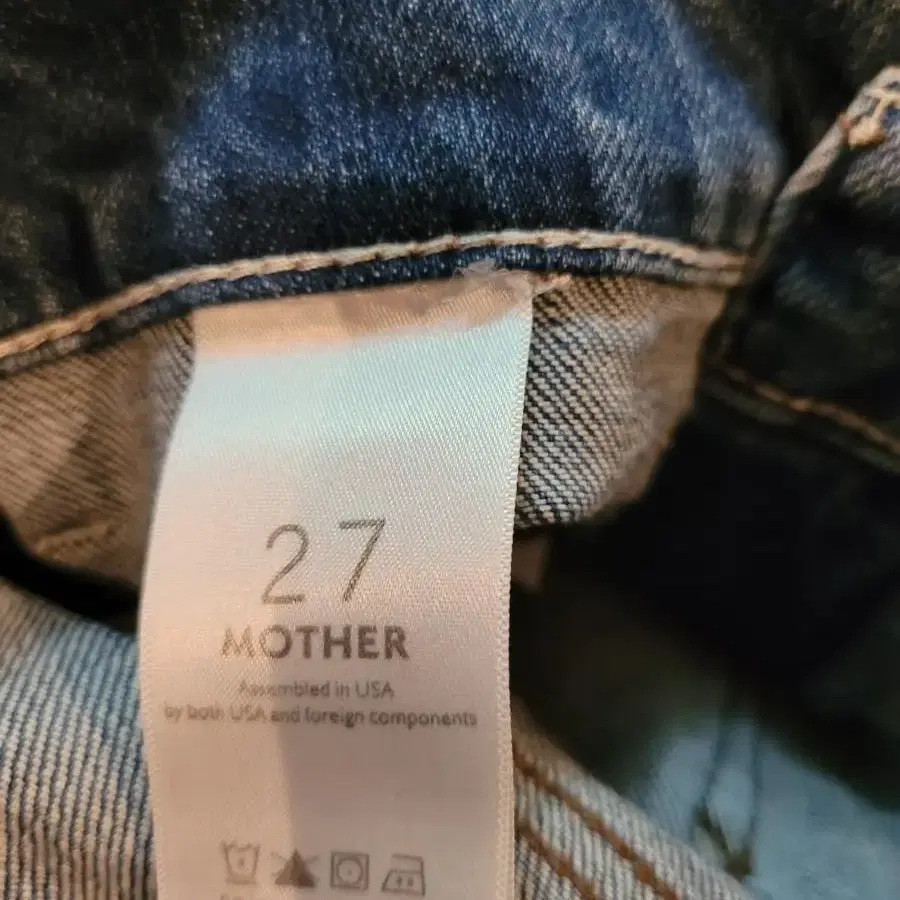 27
MOTHER
Assembled in USA
by both USA and foreign components